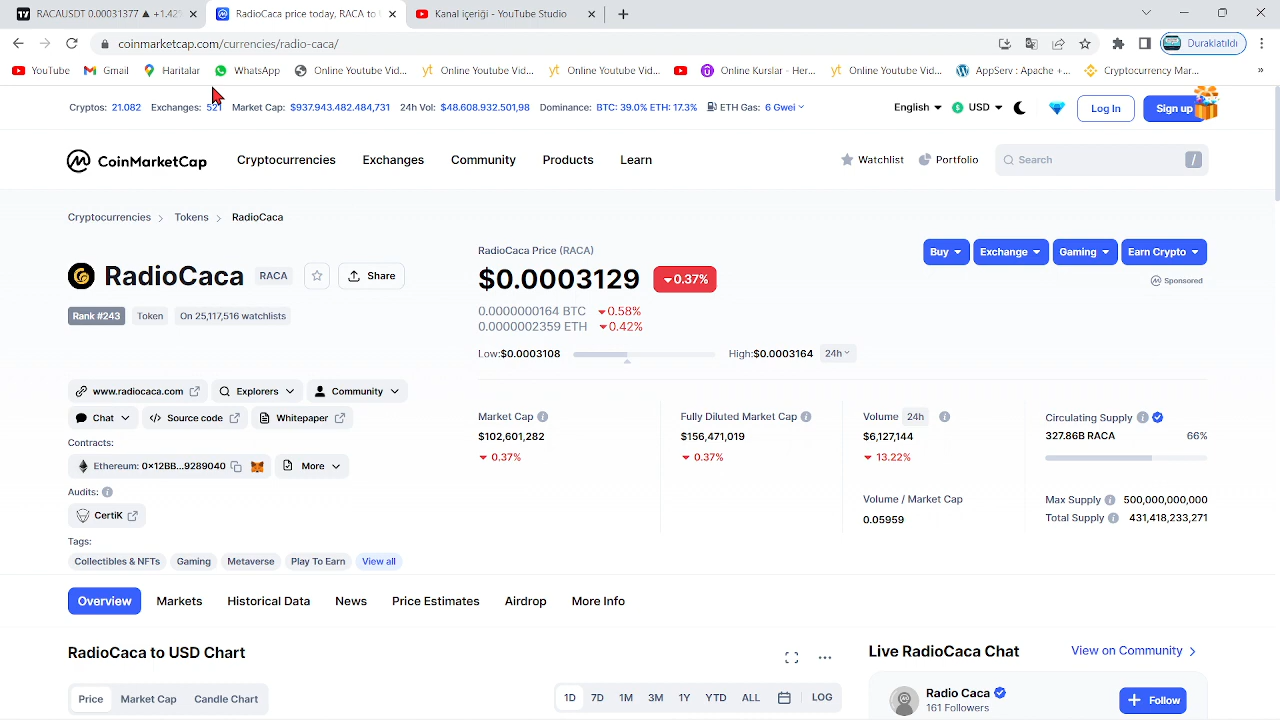 RACAUSDT 0.0003177 ▲ +1.42%
RadioCaca price today, RACA to U
Kanal içeriği - YouTube Studio
coinmarketcap.com/currencies/radio-caca/
Duraklatıldı
YouTube
Gmail
Haritalar
WhatsApp
Online Youtube Vid...
Online Youtube Vid...
Online Youtube Vid...
Online Kurslar - Her...
Online Youtube Vid...
AppServ : Apache +...
Cryptocurrency Mar...
»
Cryptos: 21.082 Exchanges: 521 Market Cap: $937.943.482.484,731 24h Vol: $48.608.932.501,98 Dominance: BTC: 39.0% ETH: 17.3% ETH Gas: 6 Gwei
English
USD
Log In
Sign up
CoinMarketCap
Cryptocurrencies
Exchanges
Community
Products
Learn
Watchlist
Portfolio
Search
/
Cryptocurrencies > Tokens > RadioCaca
RadioCaca RACA
Share
Rank #243
Token
On 25,117,516 watchlists
RadioCaca Price (RACA)
$0.0003129 0.37%
0.0000000164 BTC 0.58%
0.0000002359 ETH 0.42%
Low:$0.0003108
High:$0.0003164
24h
Buy
Exchange
Gaming
Earn Crypto
Sponsored
www.radiocaca.com
Explorers
Community
Chat
Source code
Whitepaper
Contracts:
Ethereum: 0x12BB...9289040
More
Audits:
CertiK
Tags:
Collectibles & NFTs
Gaming
Metaverse
Play To Earn
View all
Market Cap
$102,601,282
0.37%
Fully Diluted Market Cap
$156,471,019
0.37%
Volume 24h
$6,127,144
13.22%
Volume / Market Cap
0.05959
Circulating Supply
327.86B RACA 66%
Max Supply 500,000,000,000
Total Supply 431,418,233,271
Overview
Markets
Historical Data
News
Price Estimates
Airdrop
More Info
RadioCaca to USD Chart
Price
Market Cap
Candle Chart
1D
7D
1M
3M
1Y
YTD
ALL
LOG
Live RadioCaca Chat
View on Community
Radio Caca
161 Followers
+ Follow